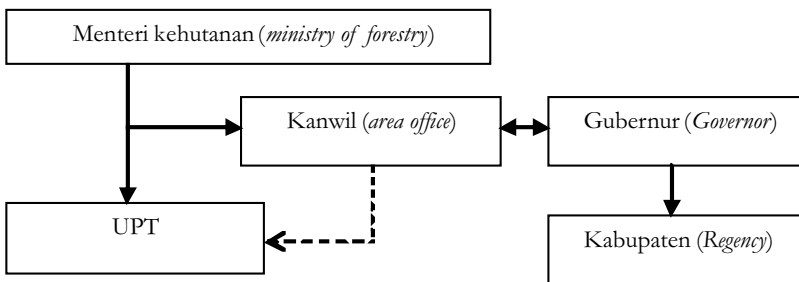 Menteri kehutanan (ministry of forestry)
Kanwil (area office)
Gubernur (Governor)
UPT
Kabupaten (Regency)